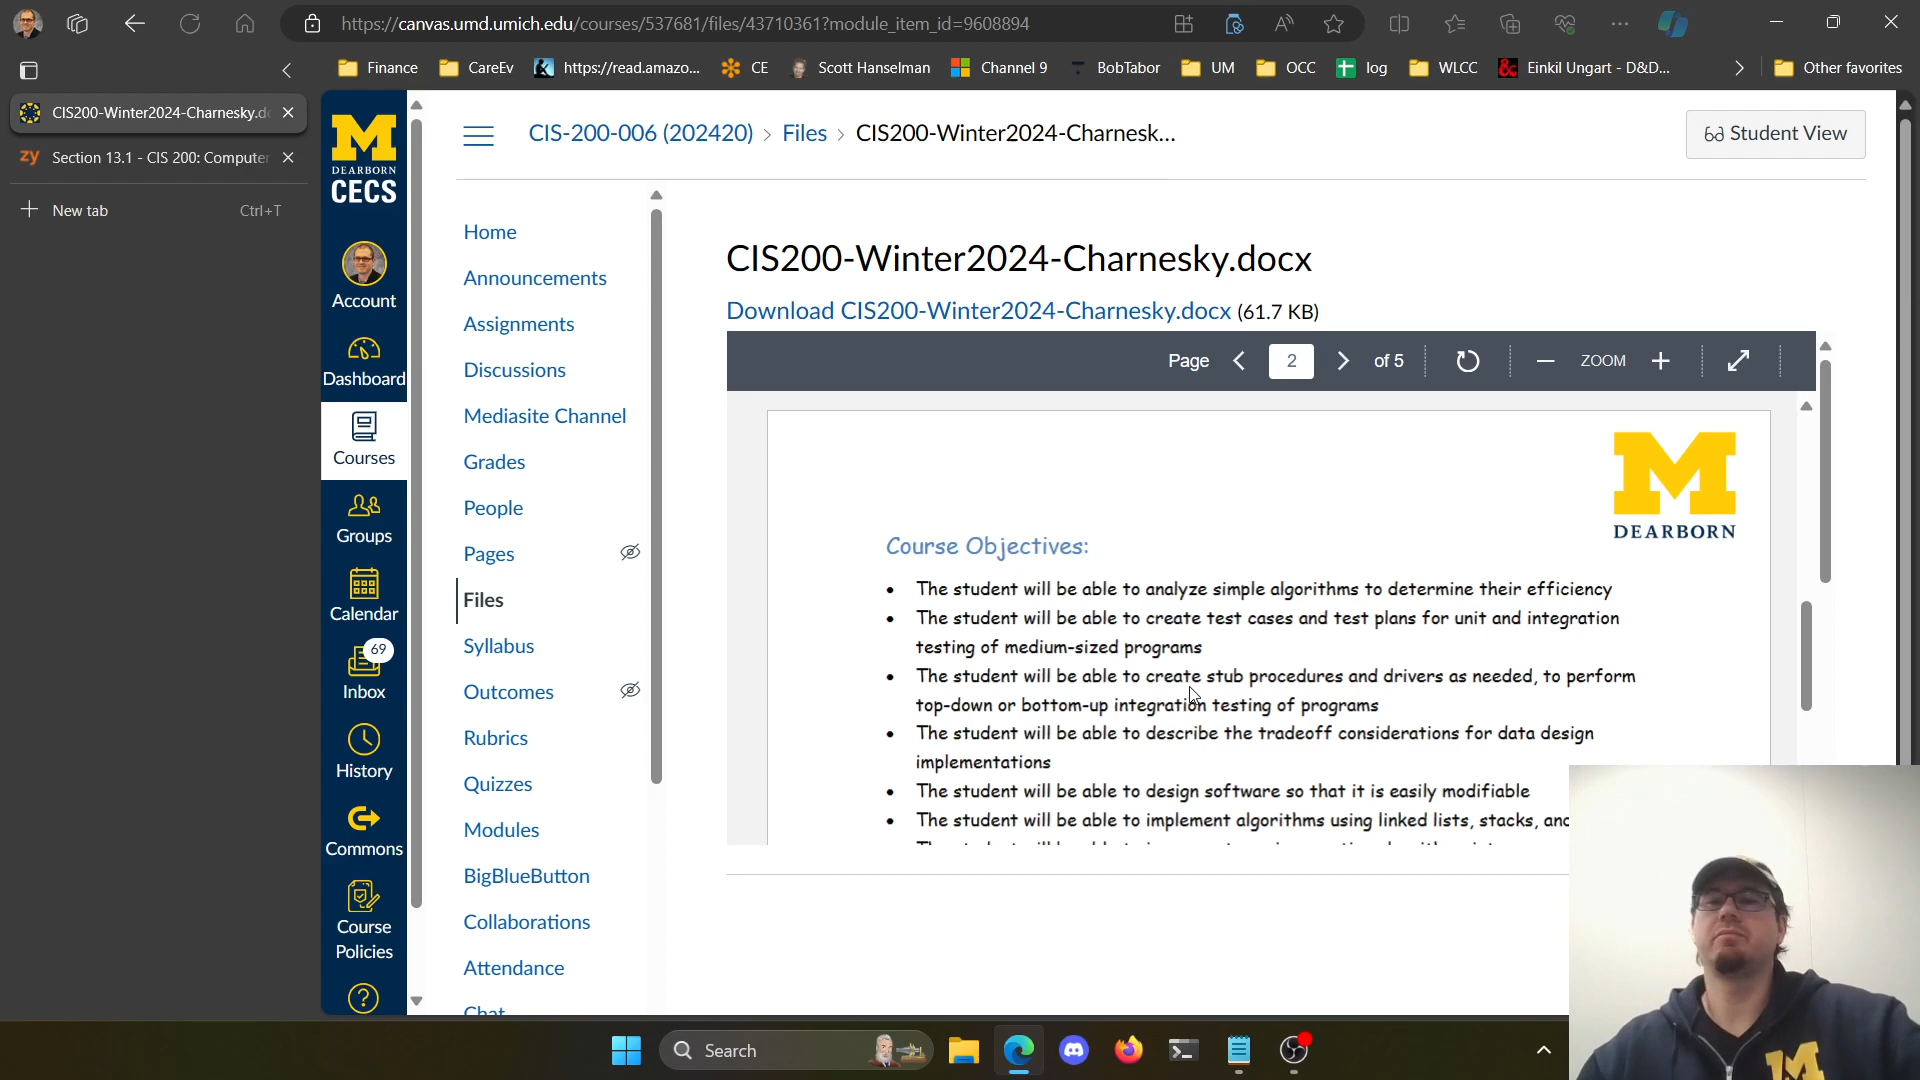 https://canvas.umd.umich.edu/courses/537681/files/43710361?module_item_id=9608894
Finance
CareEv
https://read.amazo...
CE
Scott Hanselman
Channel 9
BobTabor
UM
OCC
log
WLCC
Einkil Ungart - D&D...
Other favorites
CIS200-Winter2024-Charnesky.do
zy Section 13.1 - CIS 200: Computer
New tab
Ctrl+T
M
DEARBORN
CECS
Account
Dashboard
Courses
Groups
Calendar
69
Inbox
History
Commons
Course
Policies
CIS-200-006 (202420) > Files > CIS200-Winter2024-Charnesk...
Student View
Home
Announcements
Assignments
Discussions
Mediasite Channel
Grades
People
Pages
Files
Syllabus
Outcomes
Rubrics
Quizzes
Modules
BigBlueButton
Collaborations
Attendance
Chat
CIS200-Winter2024-Charnesky.docx
Download CIS200-Winter2024-Charnesky.docx (61.7 KB)
Page 2 of 5
ZOOM
M
DEARBORN
Course Objectives:
• The student will be able to analyze simple algorithms to determine their efficiency
• The student will be able to create test cases and test plans for unit and integration
testing of medium-sized programs
• The student will be able to create stub procedures and drivers as needed, to perform
top-down or bottom-up integration testing of programs
• The student will be able to describe the tradeoff considerations for data design
implementations
• The student will be able to design software so that it is easily modifiable
• The student will be able to implement algorithms using linked lists, stacks, and
Search
M